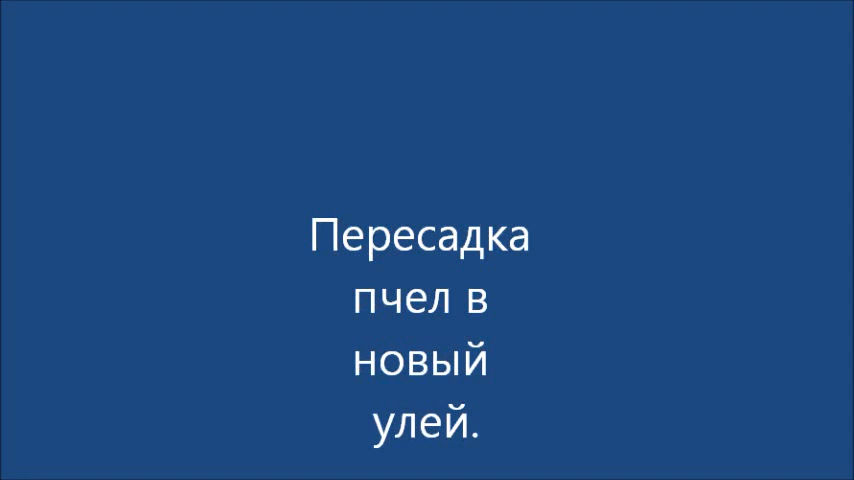 Пересадка
пчел в
новый
улей.